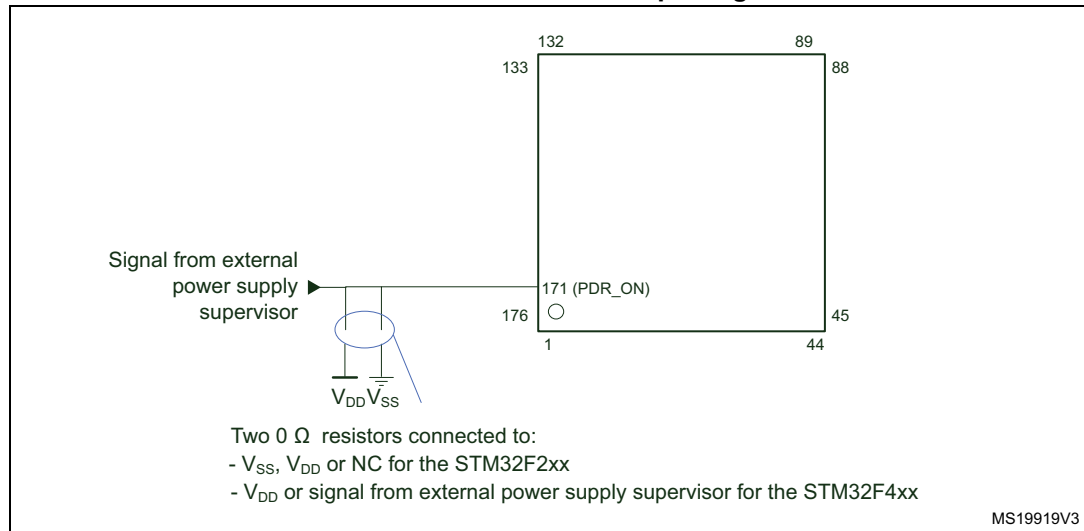 132
89
133
88
Signal from external
power supply
supervisor
171 (PDR_ON)
176
45
1
44
VDD VSS
Two 0 Ω resistors connected to:
- VSS, VDD or NC for the STM32F2xx
- VDD or signal from external power supply supervisor for the STM32F4xx
MS19919V3